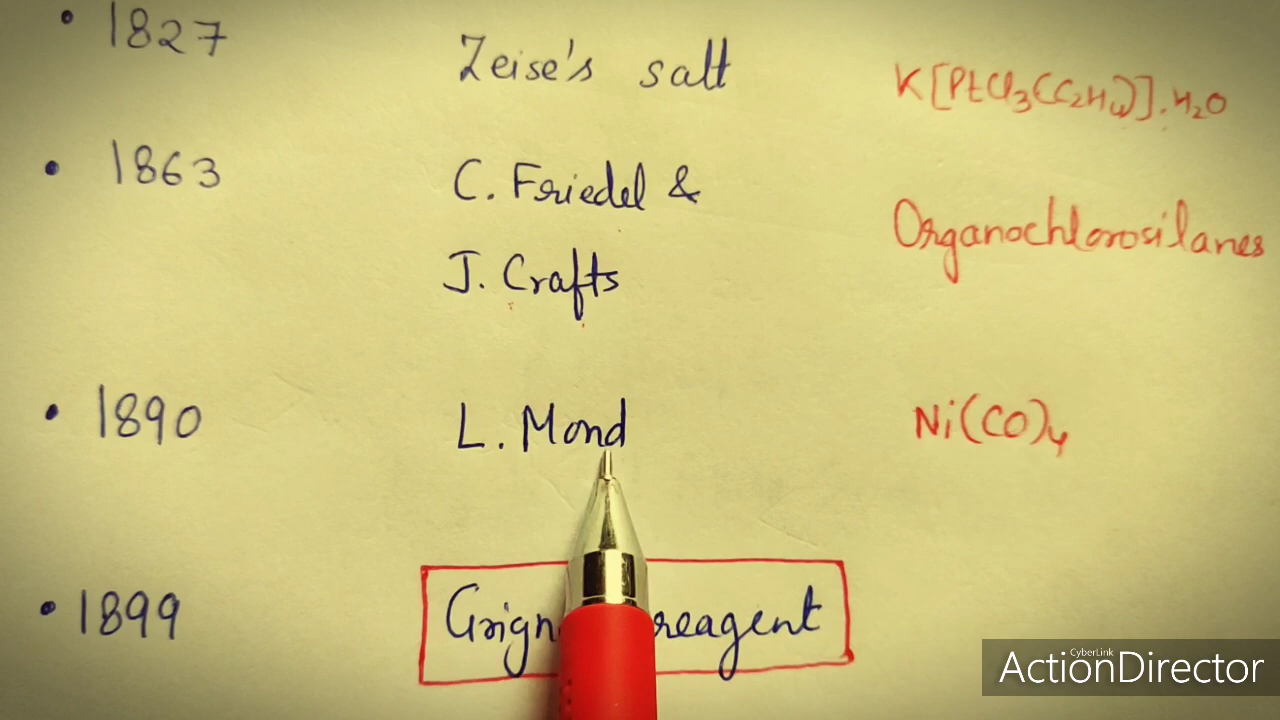 • 1827 Zeise's salt K[PtCl3(C2H4)].H2O
• 1863 C. Friedel & Organochlorosilanes
J. Crafts
• 1890 L. Mond Ni(CO)4
• 1899 reagent
CyberLink
ActionDirector